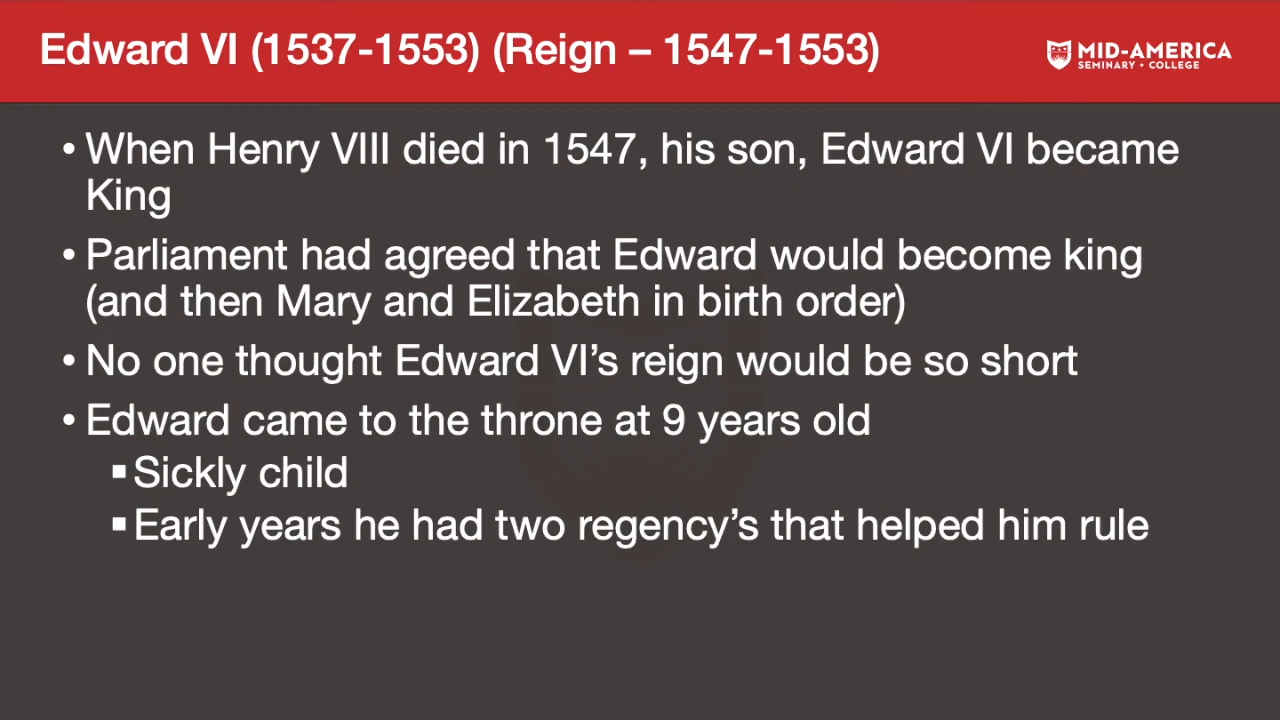 Edward VI (1537-1553) (Reign – 1547-1553)
MID-AMERICA
SEMINARY • COLLEGE
• When Henry VIII died in 1547, his son, Edward VI became
King
• Parliament had agreed that Edward would become king
(and then Mary and Elizabeth in birth order)
• No one thought Edward VI’s reign would be so short
• Edward came to the throne at 9 years old
▪ Sickly child
▪ Early years he had two regency’s that helped him rule